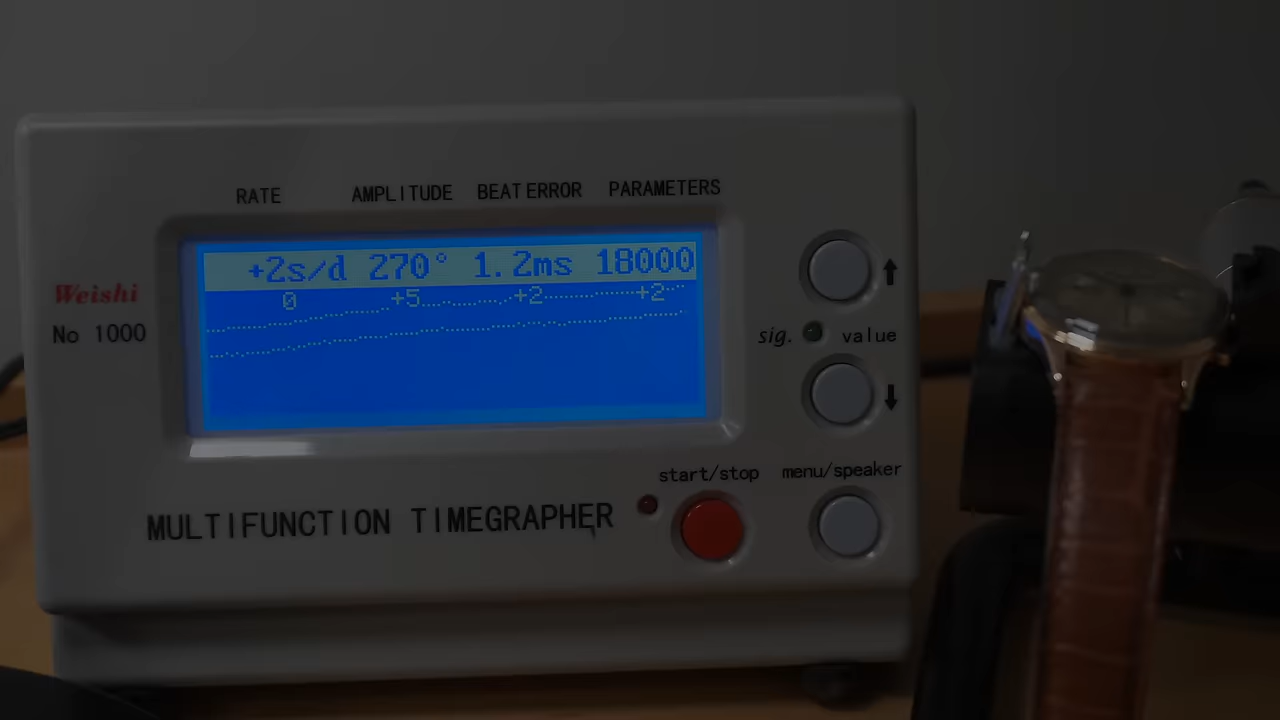 RATE AMPLITUDE BEAT ERROR PARAMETERS
+2s/d 270° 1.2ms 18000
0 +5 +2 +2
Weishi
No 1000
sig. value
start/stop menu/speaker
MULTIFUNCTION TIMEGRAPHER